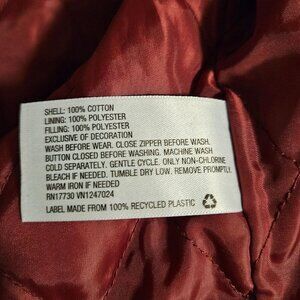 SHELL: 100% COTTON
LINING: 100% POLYESTER
FILLING: 100% POLYESTER
EXCLUSIVE OF DECORATION
WASH BEFORE WEAR. CLOSE ZIPPER BEFORE WASH.
BUTTON CLOSED BEFORE WASHING. MACHINE WASH
COLD SEPARATELY. GENTLE CYCLE. ONLY NON-CHLORINE
BLEACH IF NEEDED. TUMBLE DRY LOW. REMOVE PROMPTLY.
WARM IRON IF NEEDED
RN17730 VN1247024
LABEL MADE FROM 100% RECYCLED PLASTIC